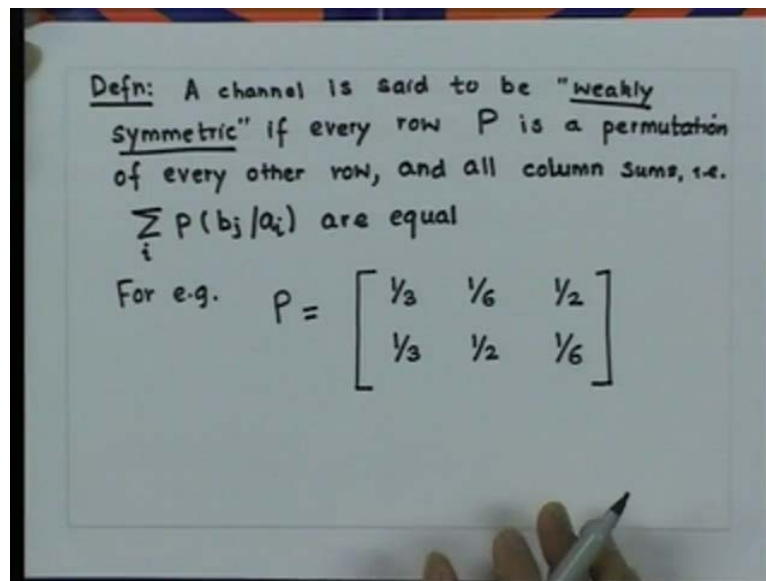 Defn: A channel is said to be "weakly
symmetric" if every row P is a permutation
of every other row, and all column sums, i.e.
∑ᵢ P(bⱼ/aᵢ) are equal
For e.g. P = [ 1/3 1/6 1/2
1/3 1/2 1/6 ]